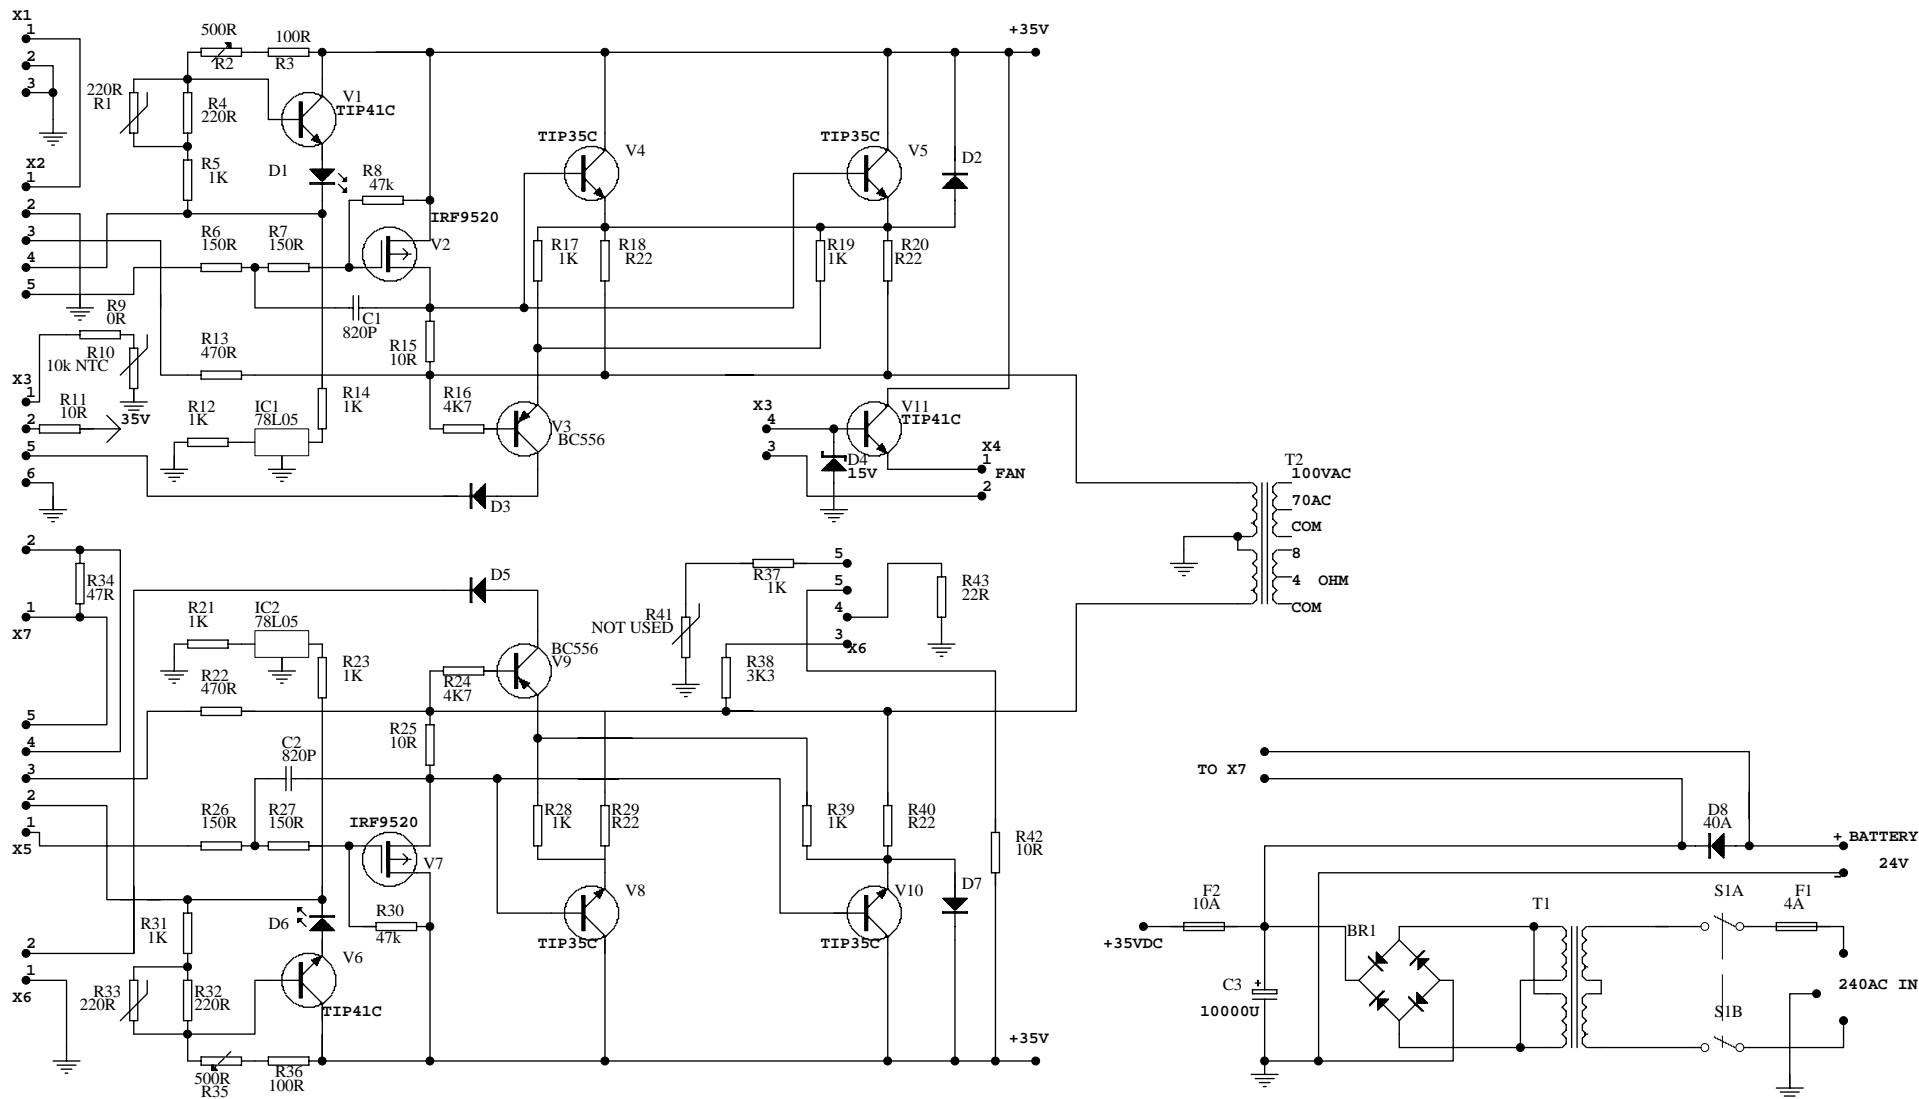 X1
1
2
3
500R
R2
100R
R3
+35V
220R
R1
R4
220R
V1
TIP41C
TIP35C
V4
TIP35C
V5
D2
X2
1
2
3
4
5
R5
1K
D1
R8
47k
IRF9520
V2
R6
150R
R7
150R
R17
1K
R18
R22
R19
1K
R20
R22
R9
0R
C1
820P
R10
10k NTC
R13
470R
R15
10R
X3
1
2
5
6
R11
10R
35V
R12
1K
IC1
78L05
R14
1K
R16
4K7
V3
BC556
X3
4
3
V11
TIP41C
D4
15V
X4
1
FAN
2
D3
T2
100VAC
70AC
COM
8
4 OHM
COM
2
R34
47R
1
X7
D5
R37
1K
5
5
4
3
X6
R43
22R
R21
1K
IC2
78L05
R41
NOT USED
BC556
V9
R23
1K
R24
4K7
R38
3K3
R22
470R
5
4
3
2
1
X5
R25
10R
C2
820P
TO X7
R26
150R
R27
150R
IRF9520
V7
R28
1K
R29
R22
R39
1K
R40
R22
R42
10R
D8
40A
+ BATTERY
24V
-
R31
1K
D6
R30
47k
V8
TIP35C
V10
TIP35C
D7
F2
10A
+35VDC
BR1
T1
S1A
F1
4A
2
1
X6
V6
TIP41C
R33
220R
R32
220R
C3
+
10000U
S1B
240AC IN
500R
R35
R36
100R
+35V